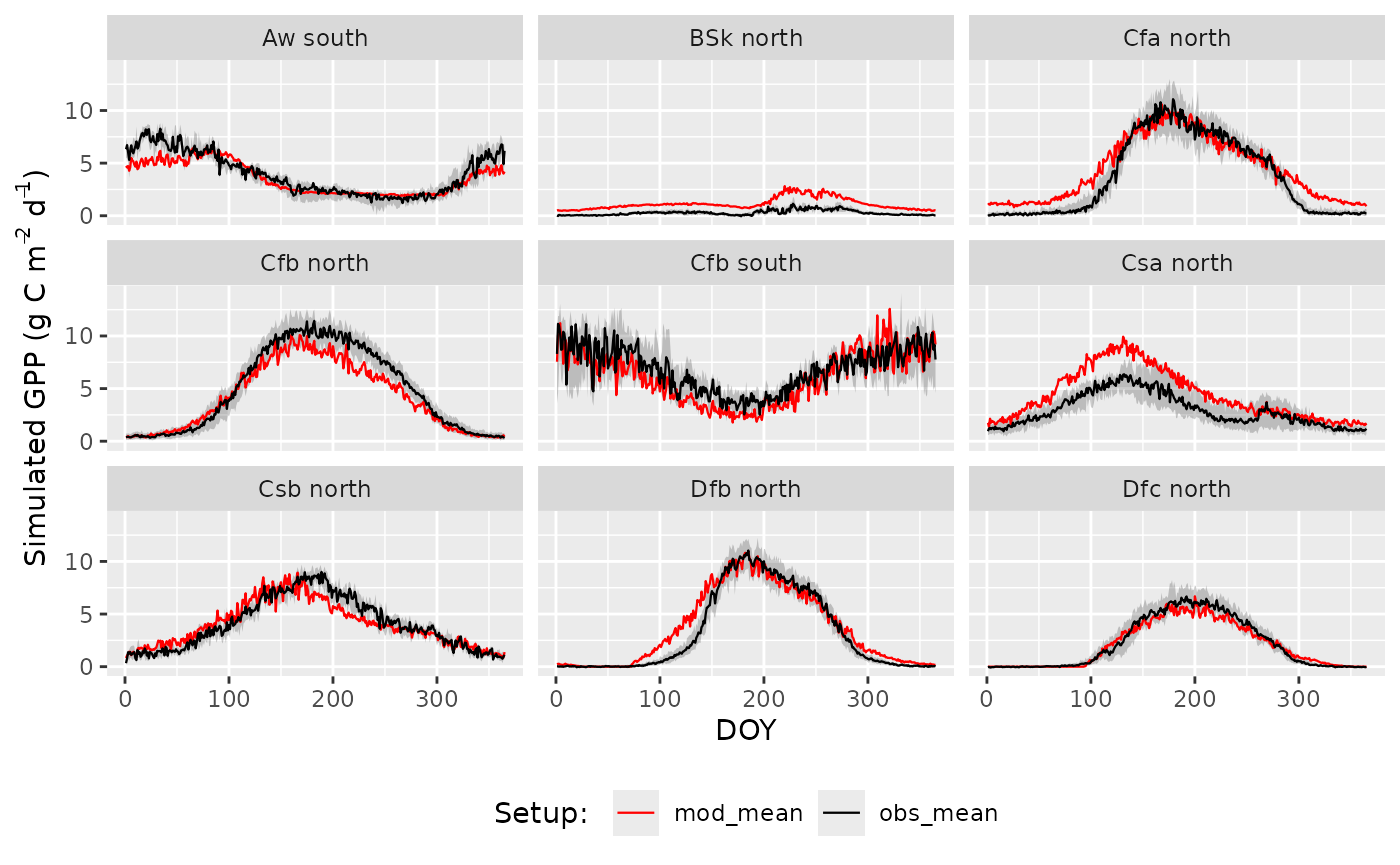 Aw south
BSk north
Cfa north
Cfb north
Cfb south
Csa north
Csb north
Dfb north
Dfc north
10
5
0
10
5
0
10
5
0
0 100 200 300
0 100 200 300
0 100 200 300
Simulated GPP (g C m⁻² d⁻¹)
DOY
Setup: mod_mean obs_mean